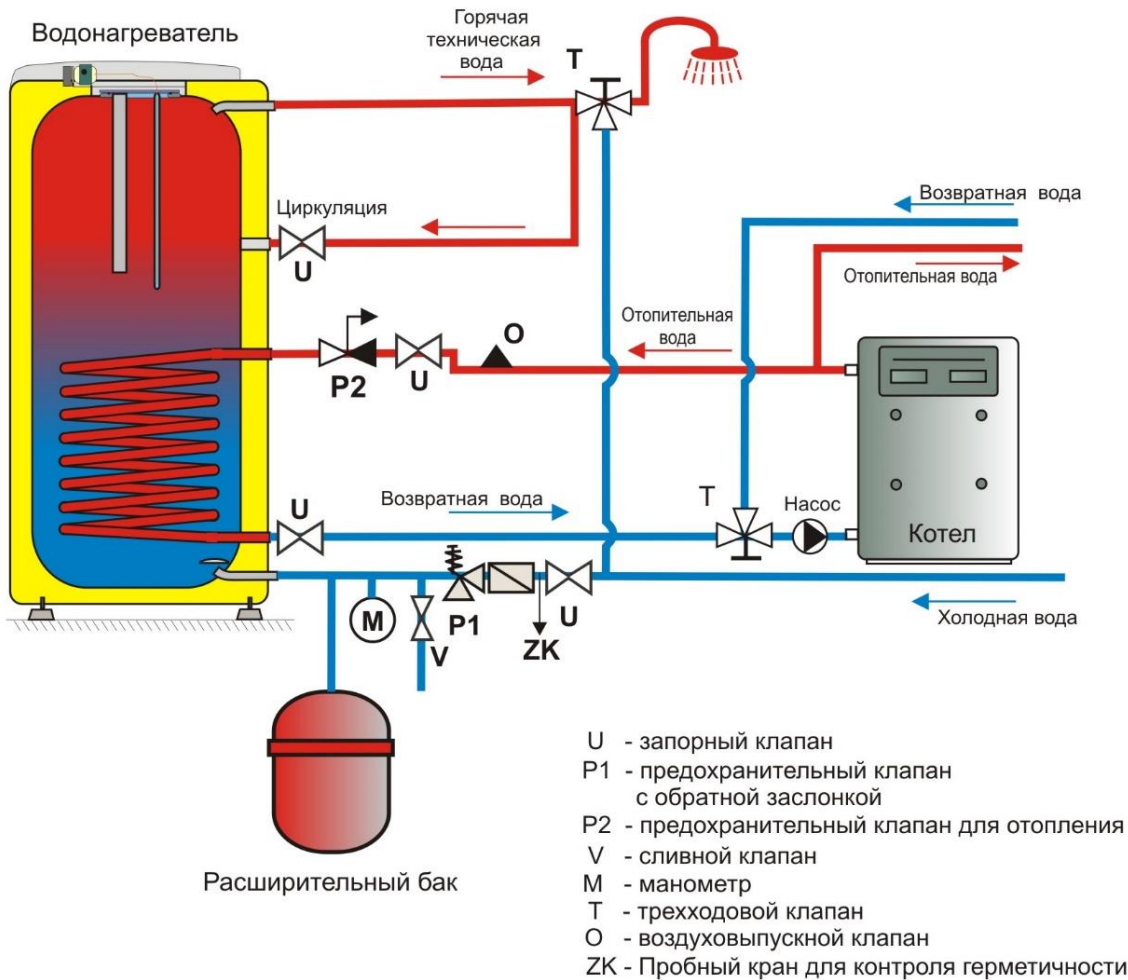 Водонагреватель
Горячая
техническая
вода
T
Циркуляция
U
Возвратная вода
Отопительная вода
Отопительная
вода
O
P2
U
U
Возвратная вода
T
Насос
Котел
M
V
P1
ZK
U
Холодная вода
Расширительный бак
U - запорный клапан
P1 - предохранительный клапан
с обратной заслонкой
P2 - предохранительный клапан для отопления
V - сливной клапан
M - манометр
T - трехходовой клапан
O - воздуховыпускной клапан
ZK - Пробный кран для контроля герметичности